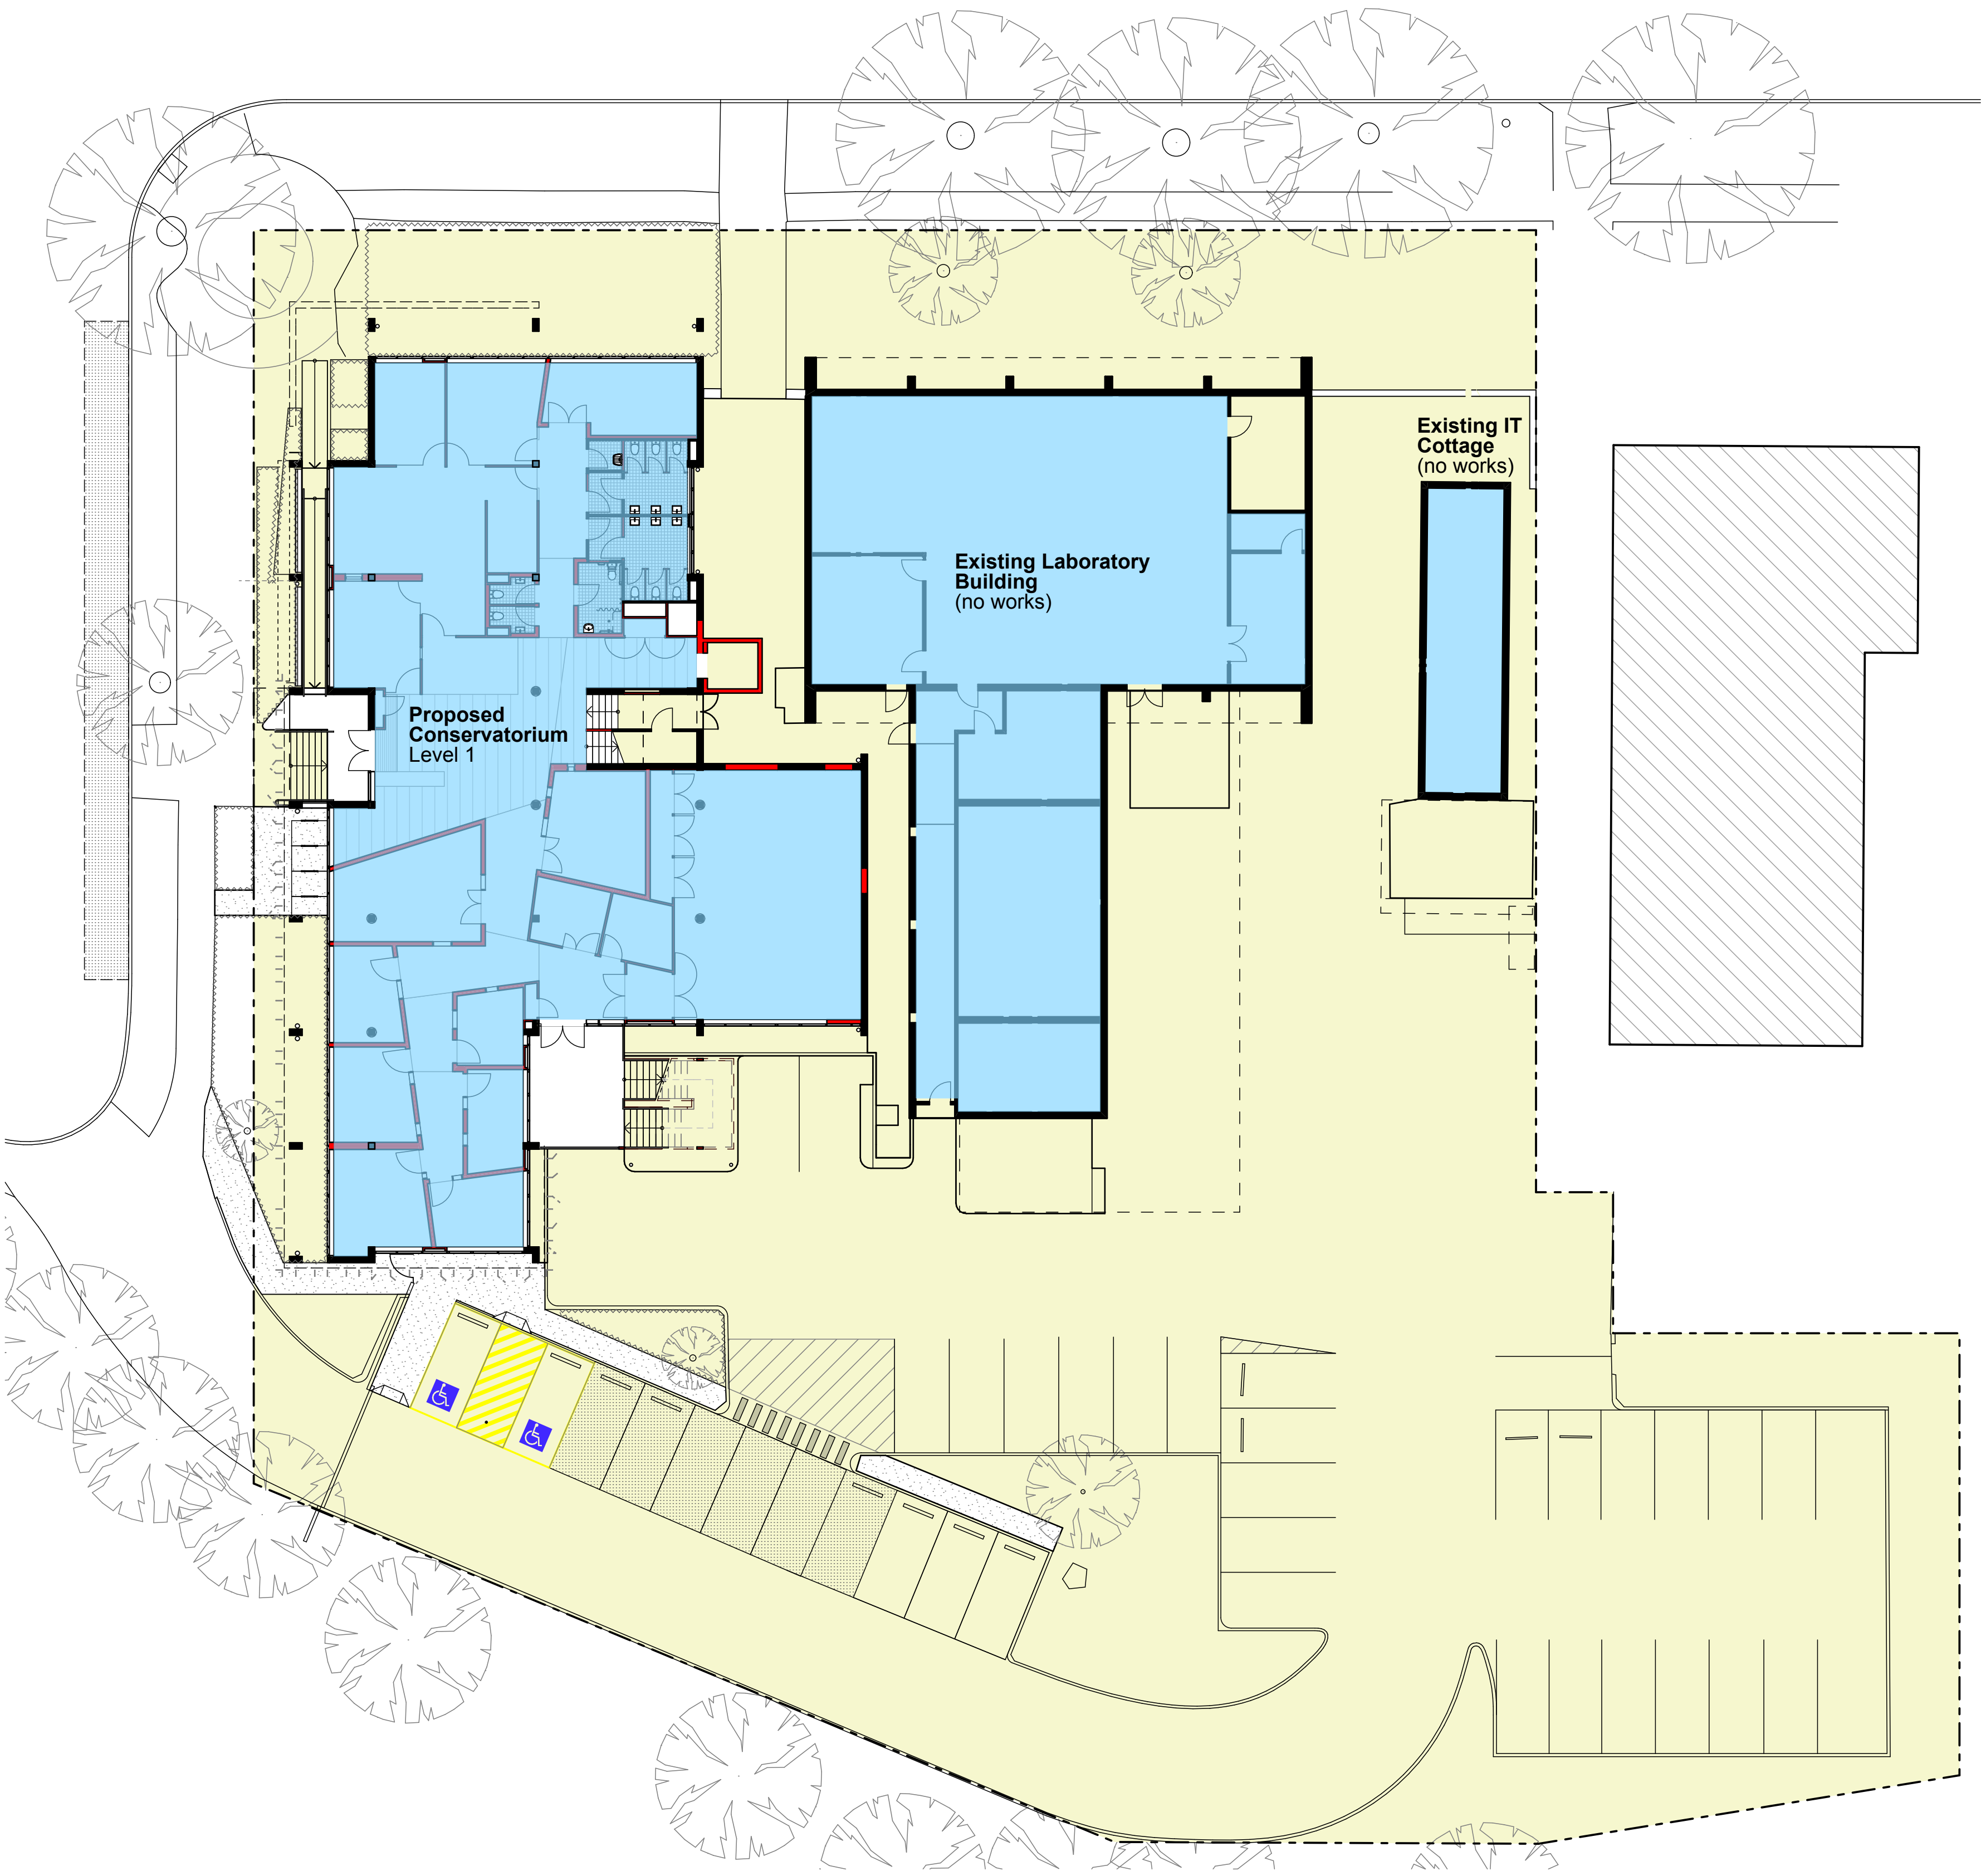 Existing IT
Cottage
(no works)
Existing Laboratory
Building
(no works)
Proposed
Conservatorium
Level 1